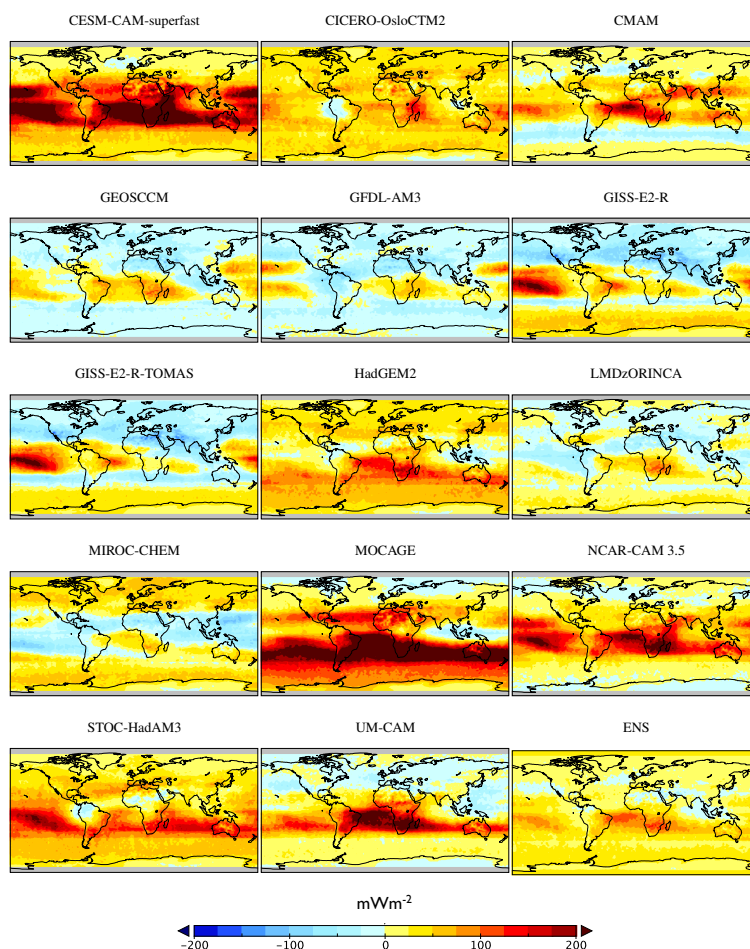 CESM-CAM-superfast CICERO-OsloCTM2 CMAM
GEOSCCM GFDL-AM3 GISS-E2-R
GISS-E2-R-TOMAS HadGEM2 LMDzORINCA
MIROC-CHEM MOCAGE NCAR-CAM 3.5
STOC-HadAM3 UM-CAM ENS
mWm-2
−200 −100 0 100 200